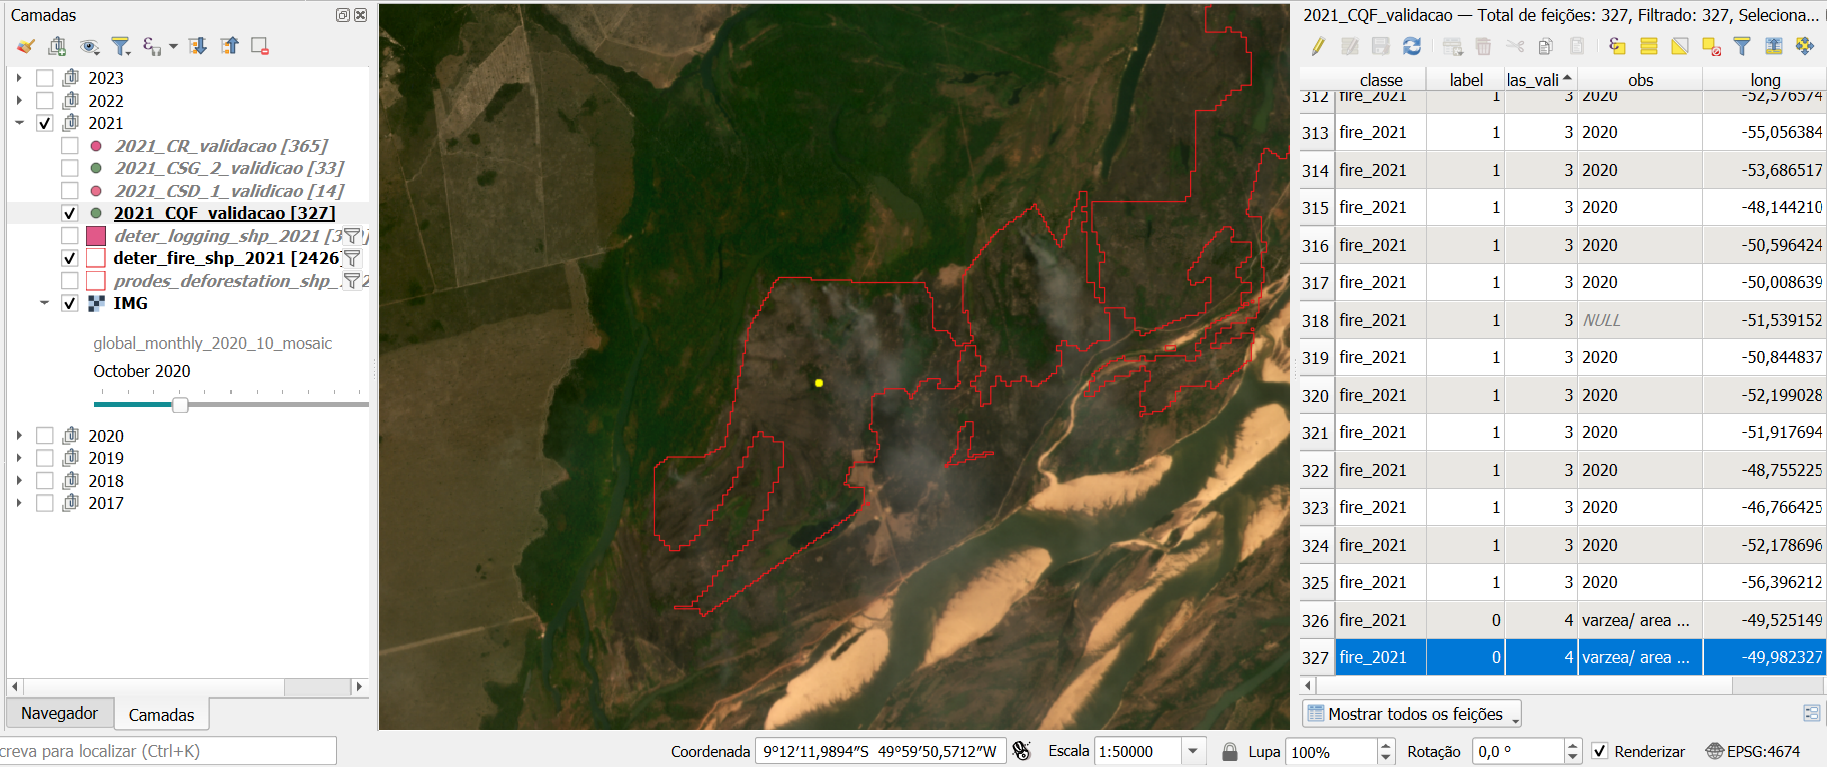 Camadas
2023
2022
2021
2021_CR_validacao [365]
2021_CSG_2_validicao [33]
2021_CSD_1_validicao [14]
2021_CQF_validacao [327]
deter_logging_shp_2021 [3
deter_fire_shp_2021 [2426]
prodes_deforestation_shp_
IMG
global_monthly_2020_10_mosaic
October 2020
2020
2019
2018
2017
Navegador
Camadas
creva para localizar (Ctrl+K)
2021_CQF_validacao — Total de feições: 327, Filtrado: 327, Seleciona...
classe label las_vali obs long
312 fire_2021 1 3 2020 -52,576574
313 fire_2021 1 3 2020 -55,056384
314 fire_2021 1 3 2020 -53,686517
315 fire_2021 1 3 2020 -48,144210
316 fire_2021 1 3 2020 -50,596424
317 fire_2021 1 3 2020 -50,008639
318 fire_2021 1 3 NULL -51,539152
319 fire_2021 1 3 2020 -50,844837
320 fire_2021 1 3 2020 -52,199028
321 fire_2021 1 3 2020 -51,917694
322 fire_2021 1 3 2020 -48,755225
323 fire_2021 1 3 2020 -46,766425
324 fire_2021 1 3 2020 -52,178696
325 fire_2021 1 3 2020 -56,396212
326 fire_2021 0 4 varzea/ area ... -49,525149
327 fire_2021 0 4 varzea/ area ... -49,982327
Mostrar todos os feições
Coordenada 9°12′11,9894″S 49°59′50,5712″W Escala 1:50000 Lupa 100% Rotação 0,0 ° Renderizar EPSG:4674